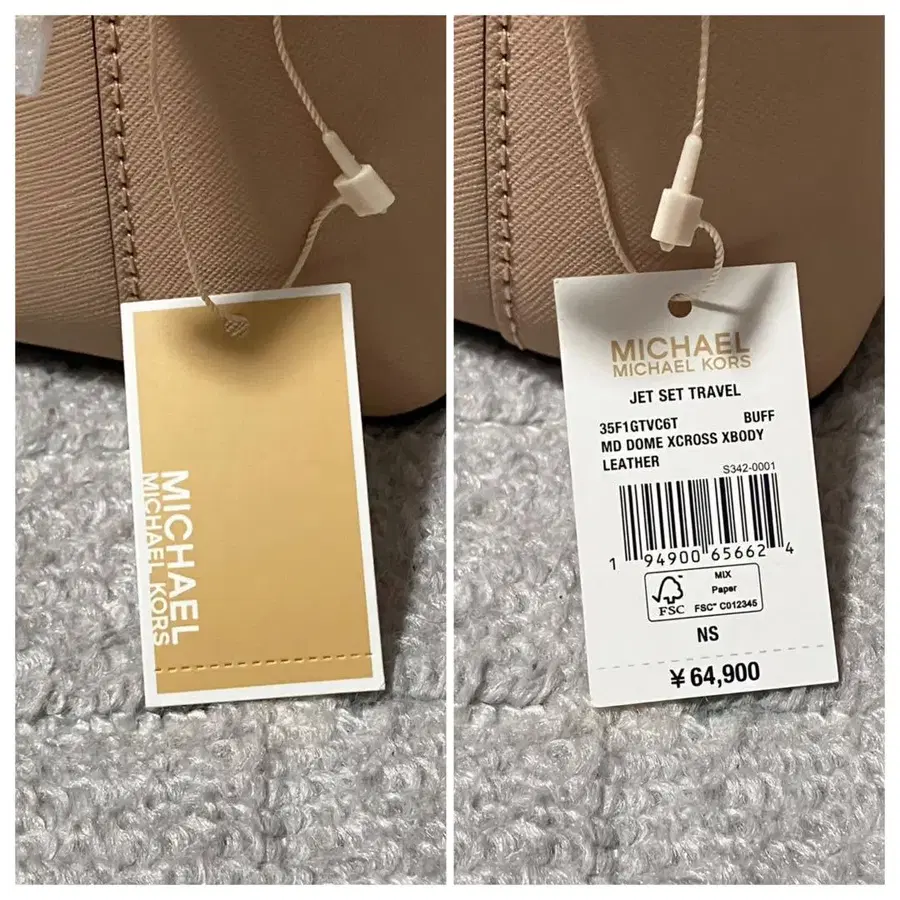 MICHAEL
MICHAEL KORS
MICHAEL
MICHAEL KORS
JET SET TRAVEL
35F1GTVC6T BUFF
MD DOME XCROSS XBODY
LEATHER
S342-0001
1 94900 65662 4
FSC
MIX
Paper
FSC™ C012345
NS
¥64,900